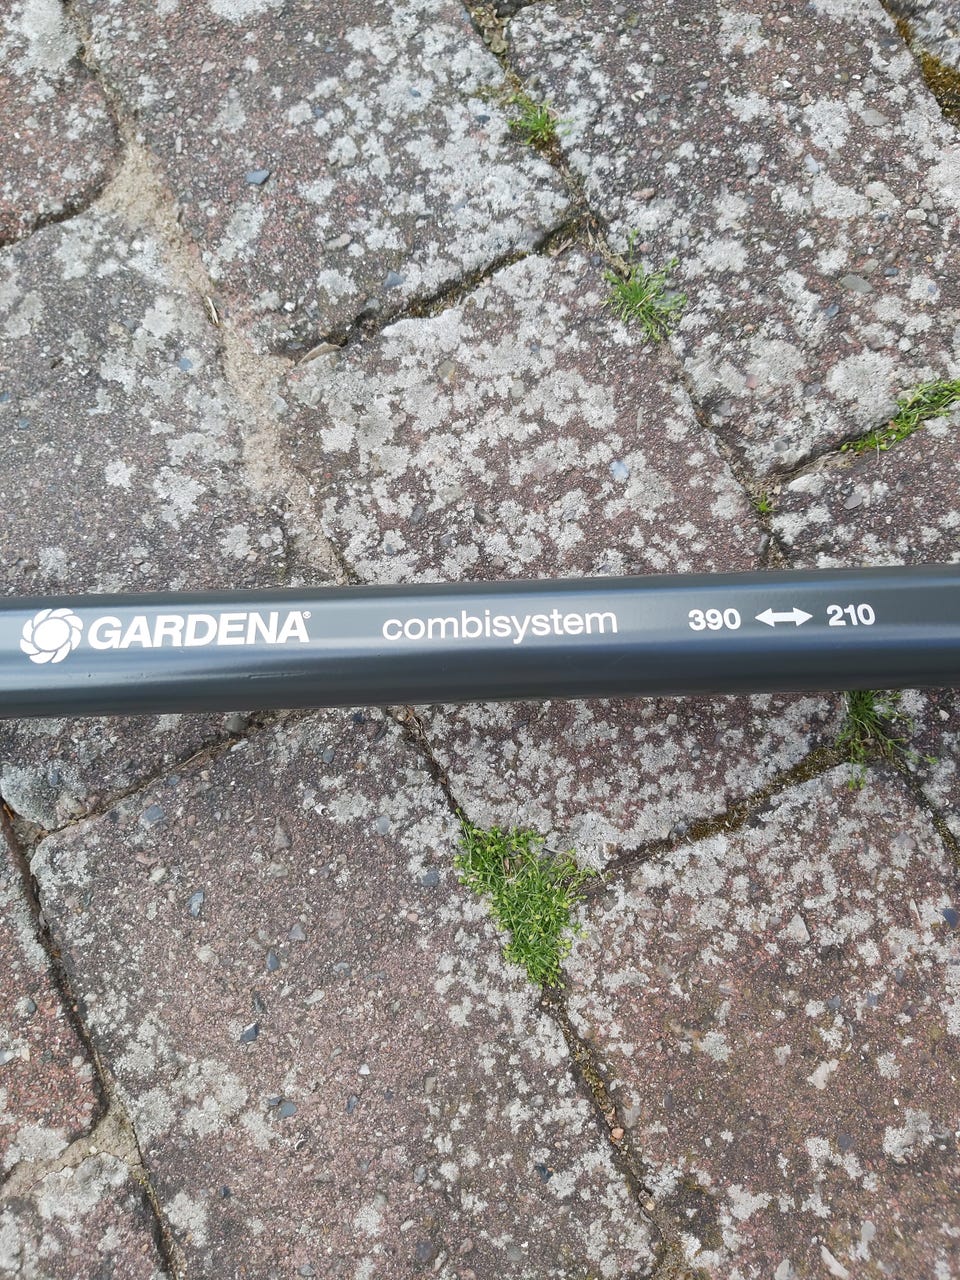 GARDENA® combisystem 390 ↔ 210